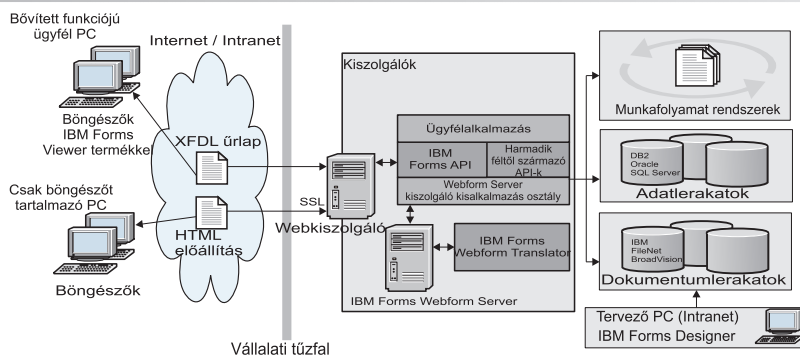 Bővített funkciójú
ügyfél PC
Böngészők
IBM Forms
Viewer termékkel
Csak böngészőt
tartalmazó PC
Böngészők
Internet / Intranet
XFDL űrlap
HTML
előállítás
Vállalati tűzfal
Kiszolgálók
SSL
Webkiszolgáló
Ügyfélalkalmazás
IBM
Forms API
Harmadik
féltől származó
API-k
Webform Server
kiszolgáló kisalkalmazás osztály
IBM Forms
Webform Translator
IBM Forms Webform Server
Munkafolyamat rendszerek
DB2
Oracle
SQL Server
Adatlerakatok
IBM
FileNet
BroadVision
Dokumentumlerakatok
Tervező PC (Intranet)
IBM Forms Designer